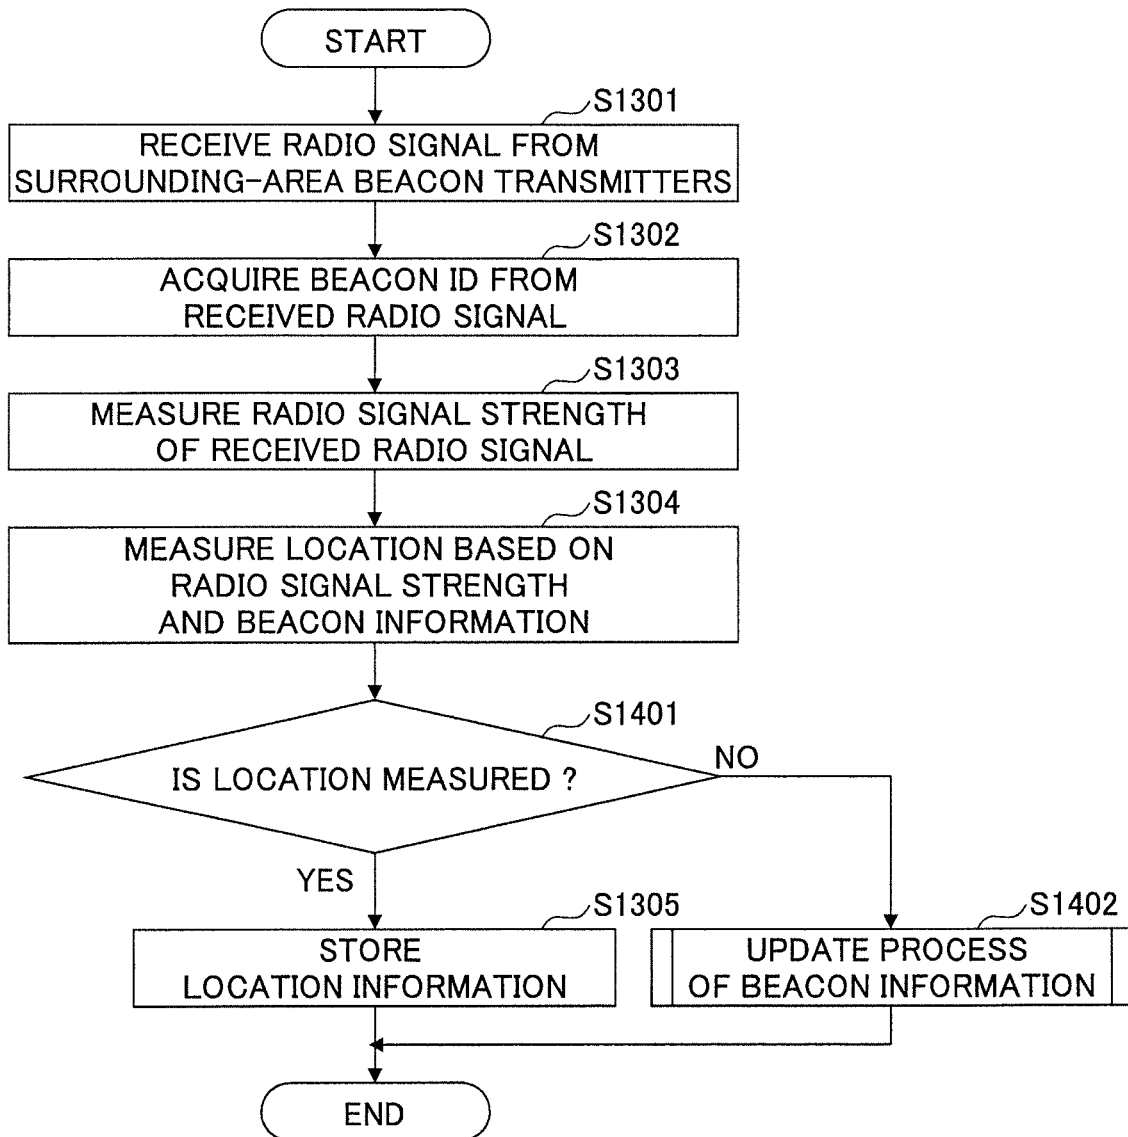 START
S1301
RECEIVE RADIO SIGNAL FROM
SURROUNDING-AREA BEACON TRANSMITTERS
S1302
ACQUIRE BEACON ID FROM
RECEIVED RADIO SIGNAL
S1303
MEASURE RADIO SIGNAL STRENGTH
OF RECEIVED RADIO SIGNAL
S1304
MEASURE LOCATION BASED ON
RADIO SIGNAL STRENGTH
AND BEACON INFORMATION
S1401
IS LOCATION MEASURED ?
NO
YES
S1305
STORE
LOCATION INFORMATION
S1402
UPDATE PROCESS
OF BEACON INFORMATION
END